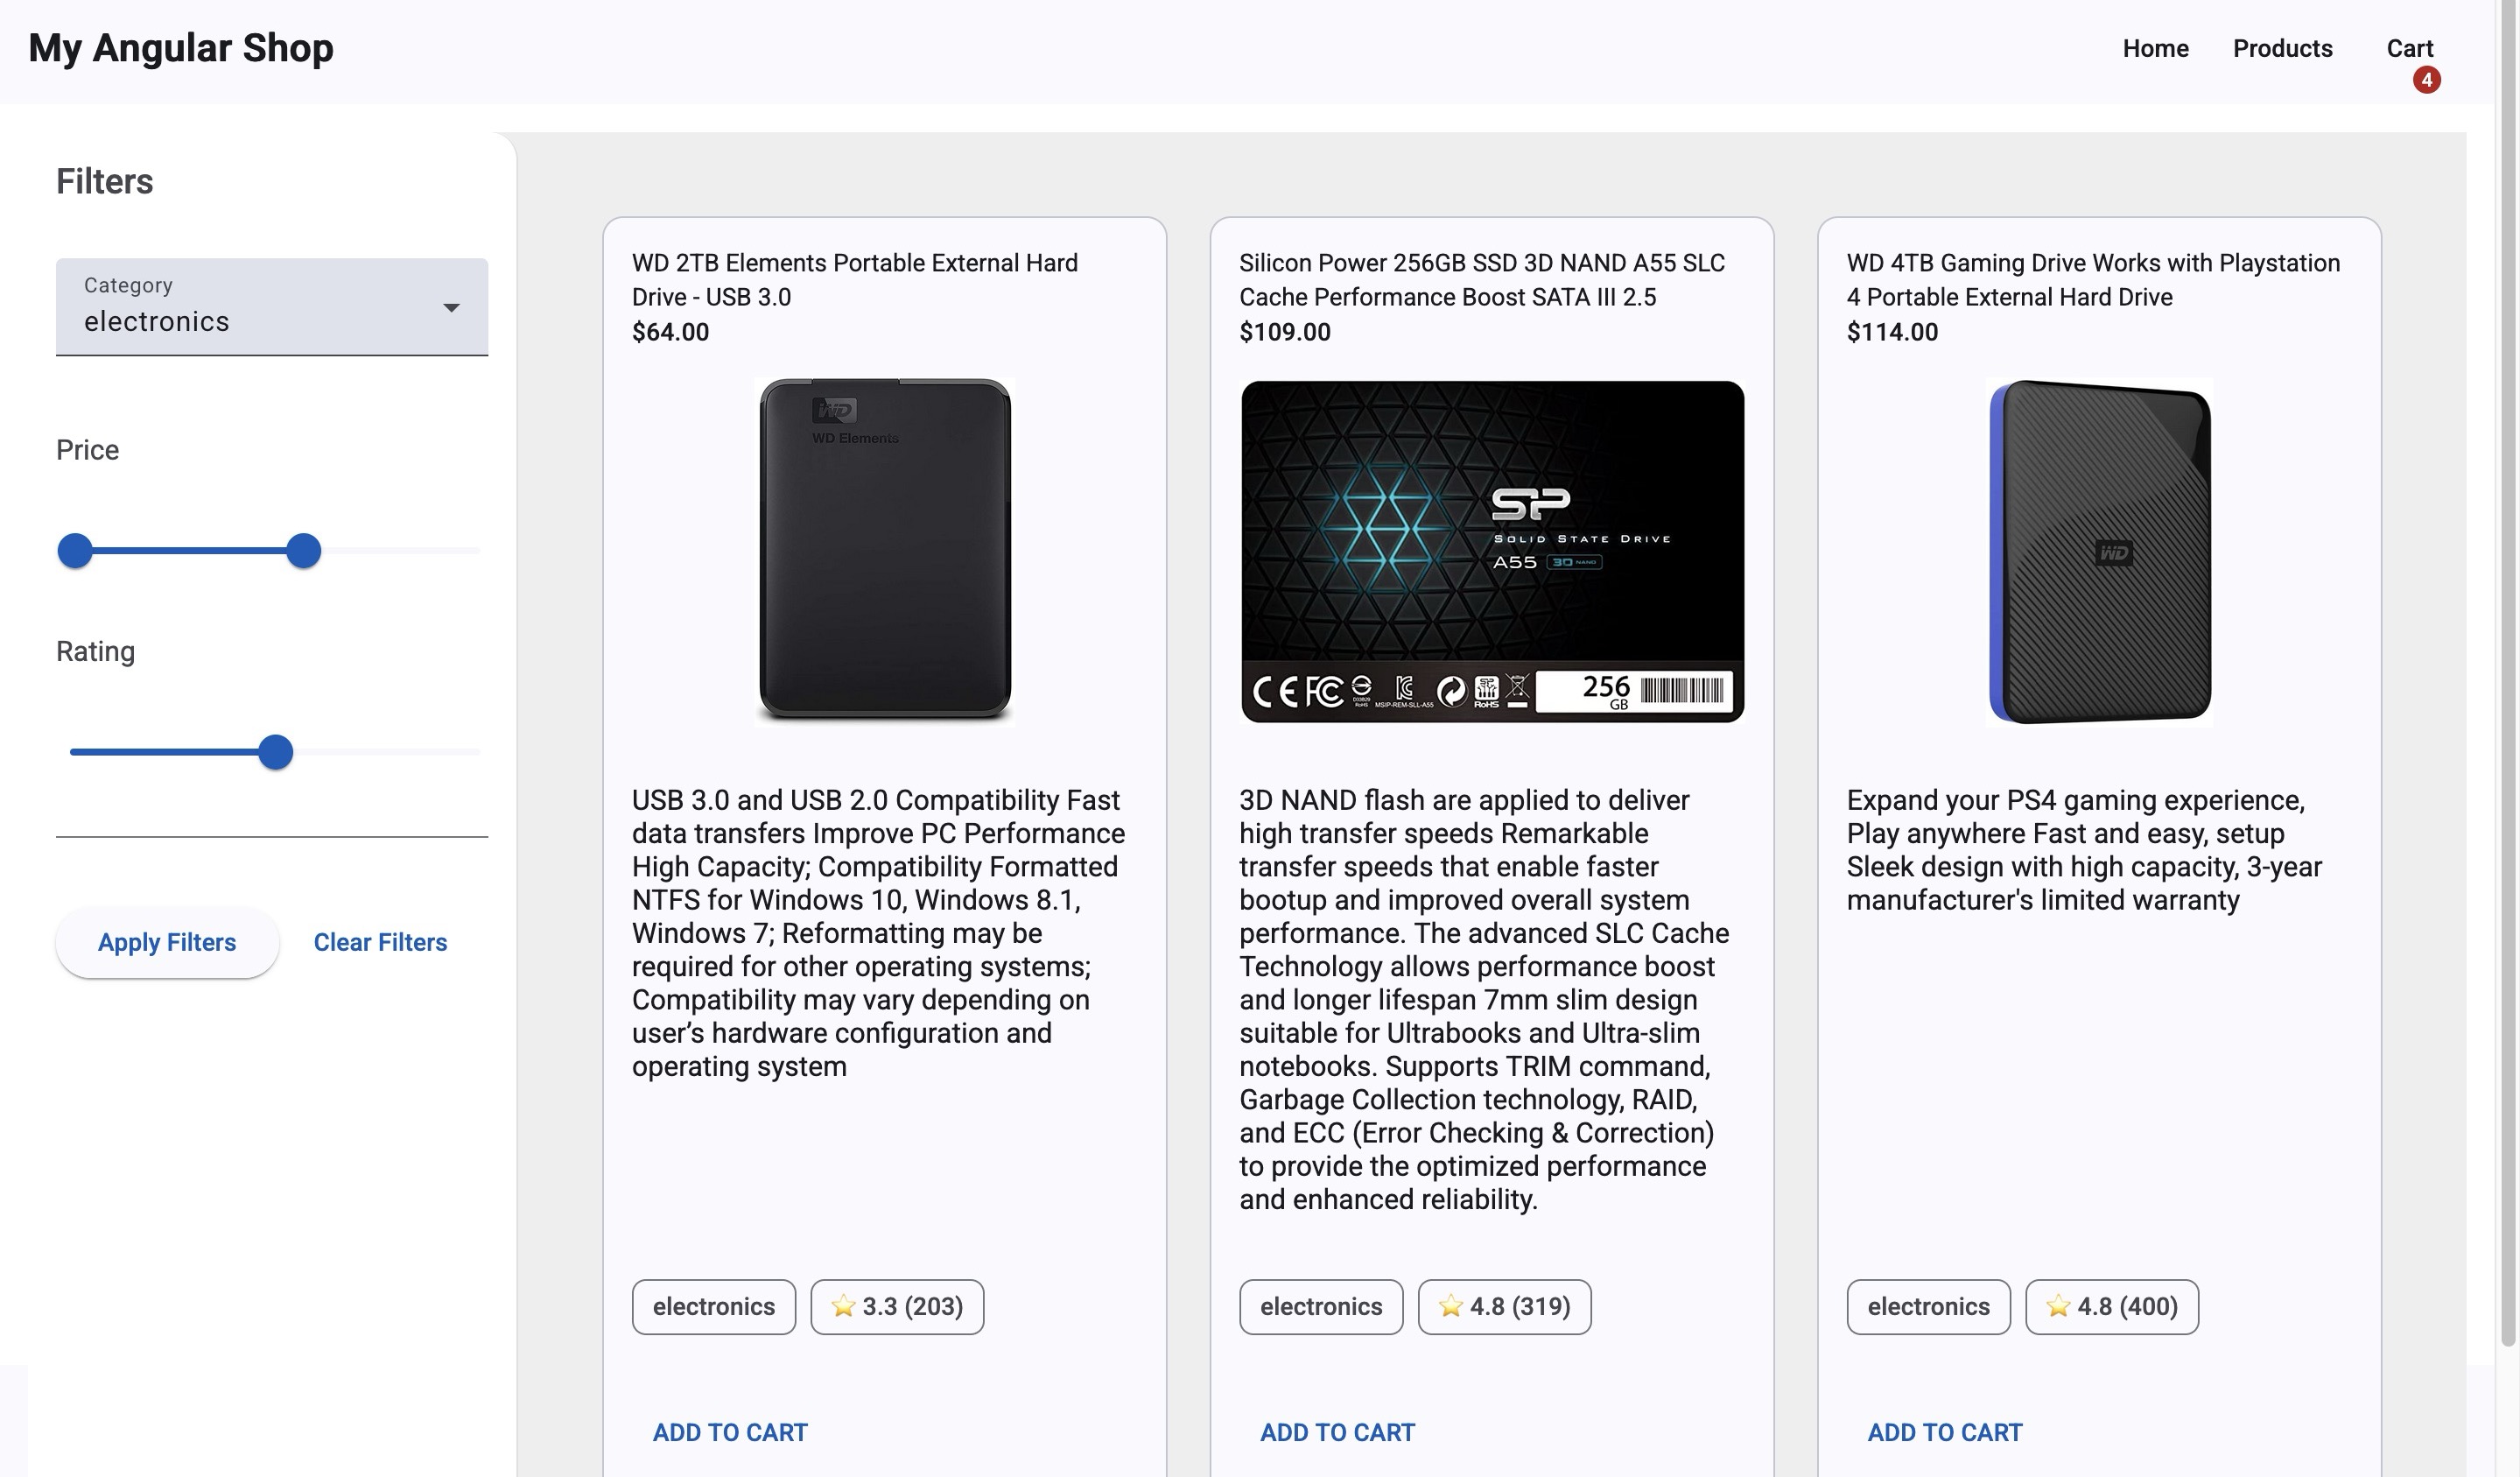 My Angular Shop
Home
Products
Cart
4
Filters
Category
electronics
Price
Rating
Apply Filters
Clear Filters
WD 2TB Elements Portable External Hard
Drive - USB 3.0
$64.00
WD
WD Elements
USB 3.0 and USB 2.0 Compatibility Fast
data transfers Improve PC Performance
High Capacity; Compatibility Formatted
NTFS for Windows 10, Windows 8.1,
Windows 7; Reformatting may be
required for other operating systems;
Compatibility may vary depending on
user’s hardware configuration and
operating system
electronics
⭐ 3.3 (203)
ADD TO CART
Silicon Power 256GB SSD 3D NAND A55 SLC
Cache Performance Boost SATA III 2.5
$109.00
SP
SOLID STATE DRIVE
A55 3D NAND
CE FC
RoHS
MSIP-REM-SLL-A55
SP
RoHS
256
GB
3D NAND flash are applied to deliver
high transfer speeds Remarkable
transfer speeds that enable faster
bootup and improved overall system
performance. The advanced SLC Cache
Technology allows performance boost
and longer lifespan 7mm slim design
suitable for Ultrabooks and Ultra-slim
notebooks. Supports TRIM command,
Garbage Collection technology, RAID,
and ECC (Error Checking & Correction)
to provide the optimized performance
and enhanced reliability.
electronics
⭐ 4.8 (319)
ADD TO CART
WD 4TB Gaming Drive Works with Playstation
4 Portable External Hard Drive
$114.00
WD
Expand your PS4 gaming experience,
Play anywhere Fast and easy, setup
Sleek design with high capacity, 3-year
manufacturer's limited warranty
electronics
⭐ 4.8 (400)
ADD TO CART